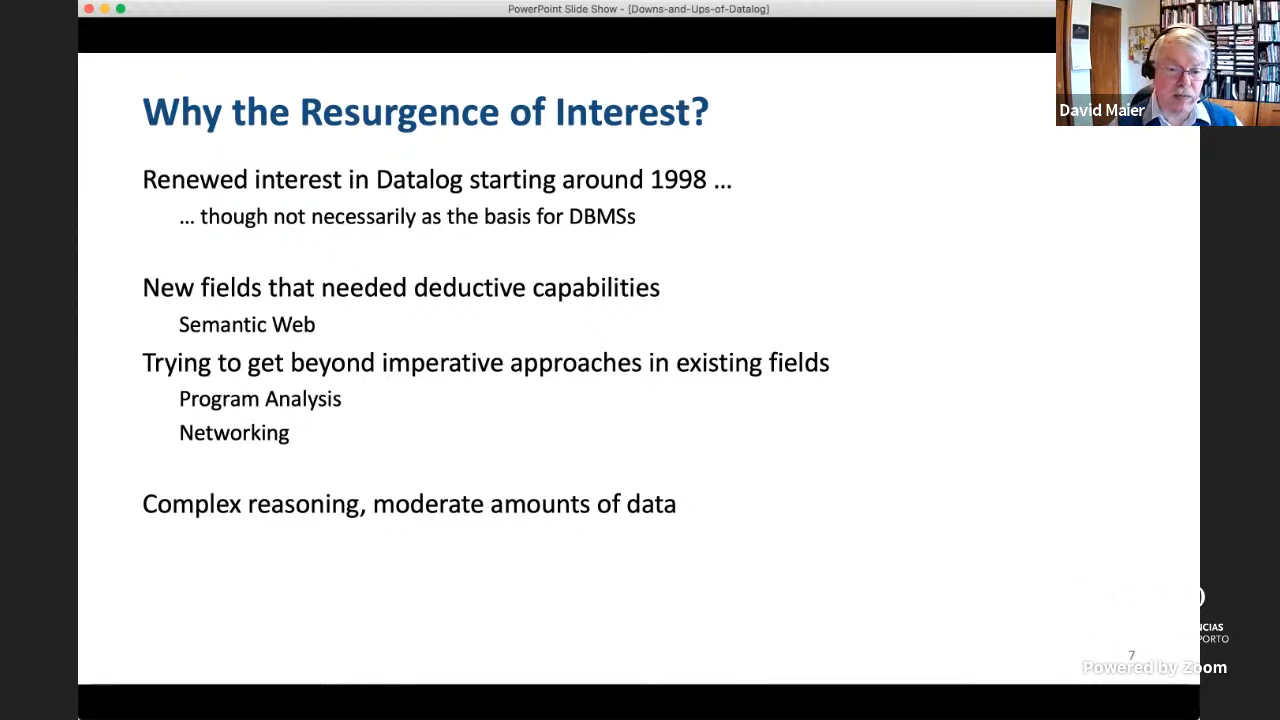 PowerPoint Slide Show - [Downs-and-Ups-of-Datalog]
David Maier
Why the Resurgence of Interest?
Renewed interest in Datalog starting around 1998 …
… though not necessarily as the basis for DBMSs
New fields that needed deductive capabilities
Semantic Web
Trying to get beyond imperative approaches in existing fields
Program Analysis
Networking
Complex reasoning, moderate amounts of data
NCIAS
PORTO
7
Powered by Zoom